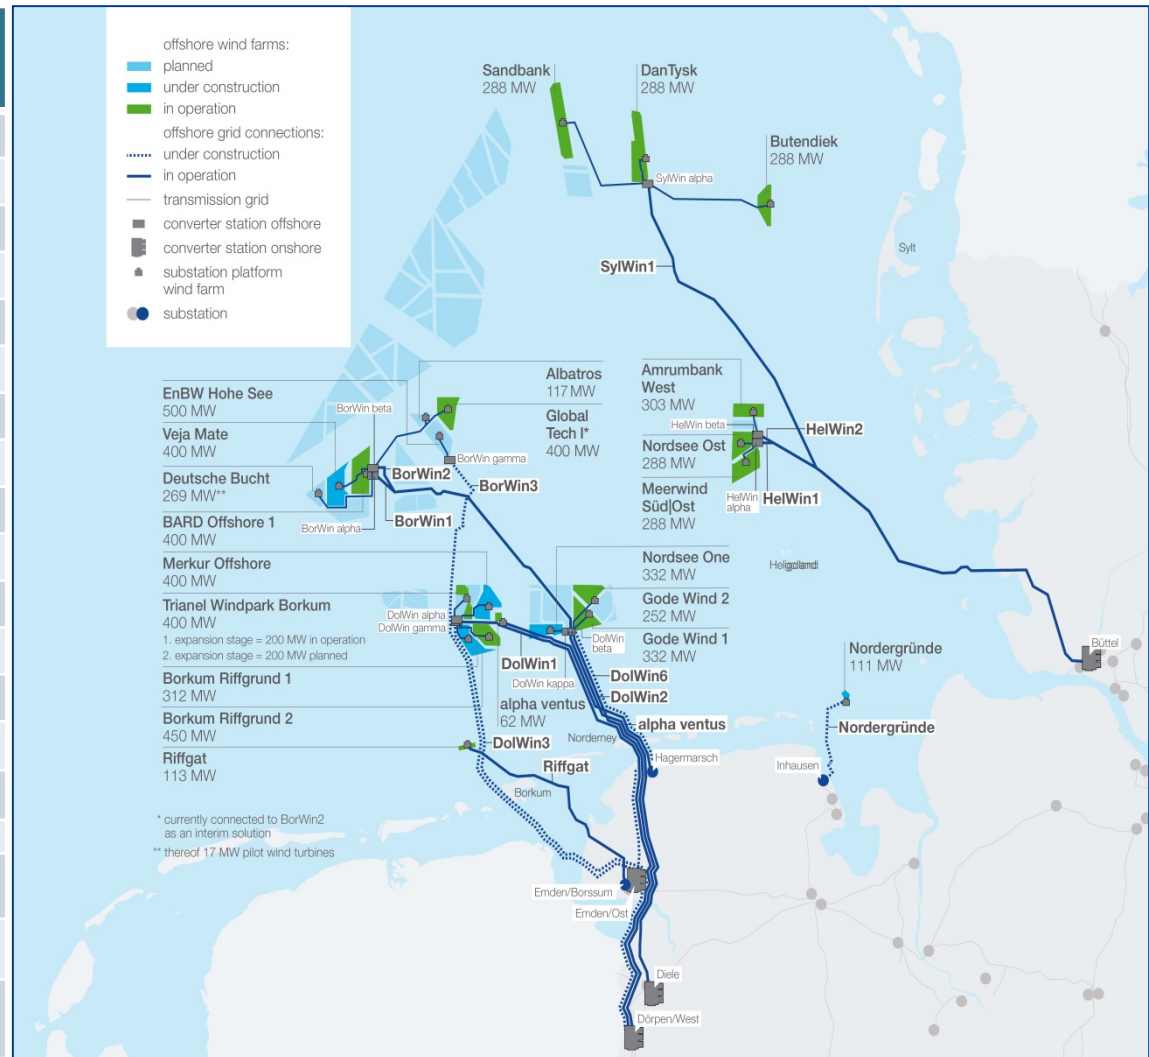 offshore wind farms:
planned
under construction
in operation
offshore grid connections:
under construction
in operation
transmission grid
converter station offshore
converter station onshore
substation platform
wind farm
substation
Sandbank
288 MW
DanTysk
288 MW
Butendiek
288 MW
SylWin alpha
Sylt
SylWin1
EnBW Hohe See
500 MW
Veja Mate
400 MW
Deutsche Bucht
269 MW**
BARD Offshore 1
400 MW
Merkur Offshore
400 MW
Trianel Windpark Borkum
400 MW
1. expansion stage = 200 MW in operation
2. expansion stage = 200 MW planned
Borkum Riffgrund 1
312 MW
Borkum Riffgrund 2
450 MW
Riffgat
113 MW
* currently connected to BorWin2
as an interim solution
** thereof 17 MW pilot wind turbines
BorWin beta
Albatros
117 MW
Global
Tech I*
400 MW
BorWin gamma
BorWin2
BorWin3
BorWin1
BorWin alpha
Amrumbank
West
303 MW
HelWin beta
HelWin2
Nordsee Ost
288 MW
Meerwind
Süd|Ost
288 MW
HelWin
alpha
HelWin1
Nordsee One
332 MW
Gode Wind 2
252 MW
Gode Wind 1
332 MW
DolWin alpha
DolWin gamma
DolWin
beta
DolWin1
DolWin kappa
DolWin6
DolWin2
alpha ventus
62 MW
alpha ventus
Norderney
DolWin3
Hagermarsch
Riffgat
Borkum
Nordergründe
111 MW
Nordergründe
Inhausen
Büttel
Emden/Borssum
Emden/Ost
Diele
Dörpen/West